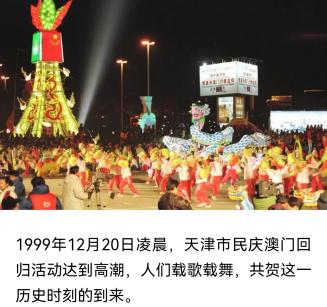 1999年12月20日凌晨，天津市民庆澳门回
归活动达到高潮，人们载歌载舞，共贺这一
历史时刻的到来。